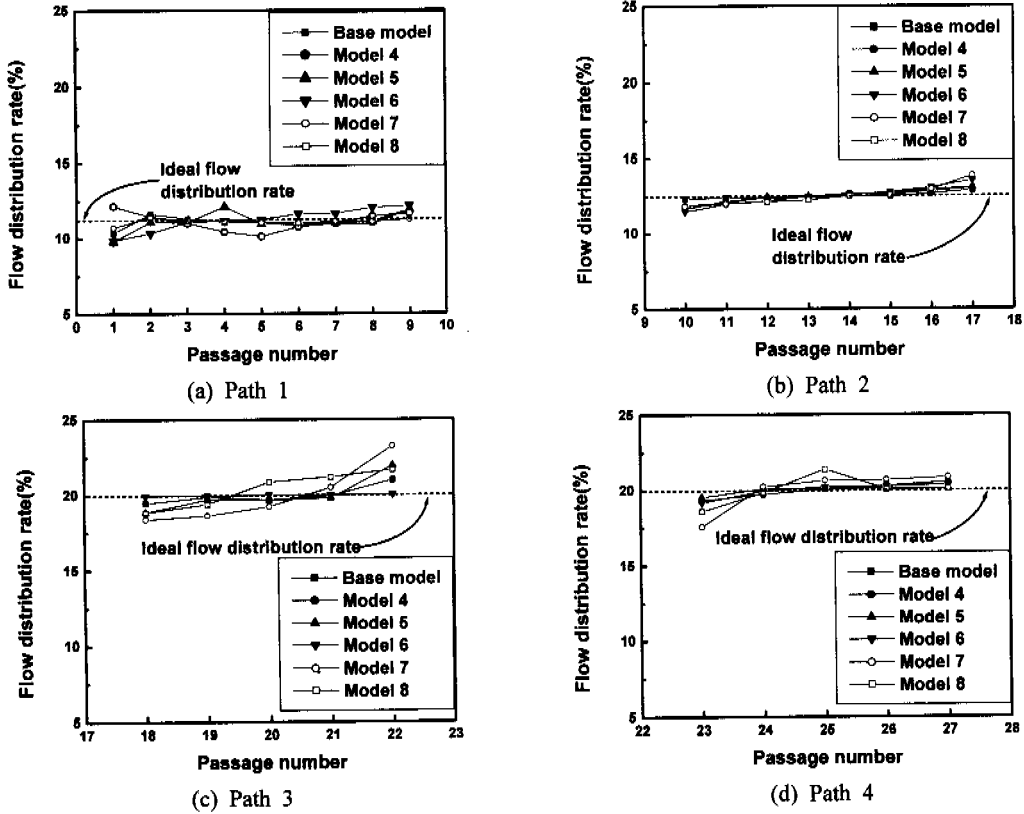 25
20
15
10
5
Flow distribution rate(%)
Base model
Model 4
Model 5
Model 6
Model 7
Model 8
Ideal flow
distribution rate
0 1 2 3 4 5 6 7 8 9 10
Passage number
(a) Path 1
25
20
15
10
5
Flow distribution rate(%)
Base model
Model 4
Model 5
Model 6
Model 7
Model 8
Ideal flow
distribution rate
9 10 11 12 13 14 15 16 17 18
Passage number
(b) Path 2
25
20
15
10
5
Flow distribution rate(%)
Ideal flow distribution rate
Base model
Model 4
Model 5
Model 6
Model 7
Model 8
17 18 19 20 21 22 23
Passage number
(c) Path 3
25
20
15
10
5
Flow distribution rate(%)
Ideal flow distribution rate
Base model
Model 4
Model 5
Model 6
Model 7
Model 8
22 23 24 25 26 27 28
Passage number
(d) Path 4